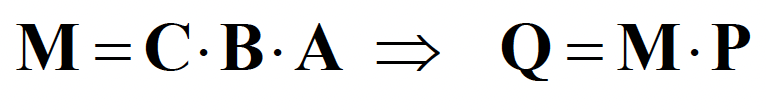 M = C · B · A ⇒ Q = M · P